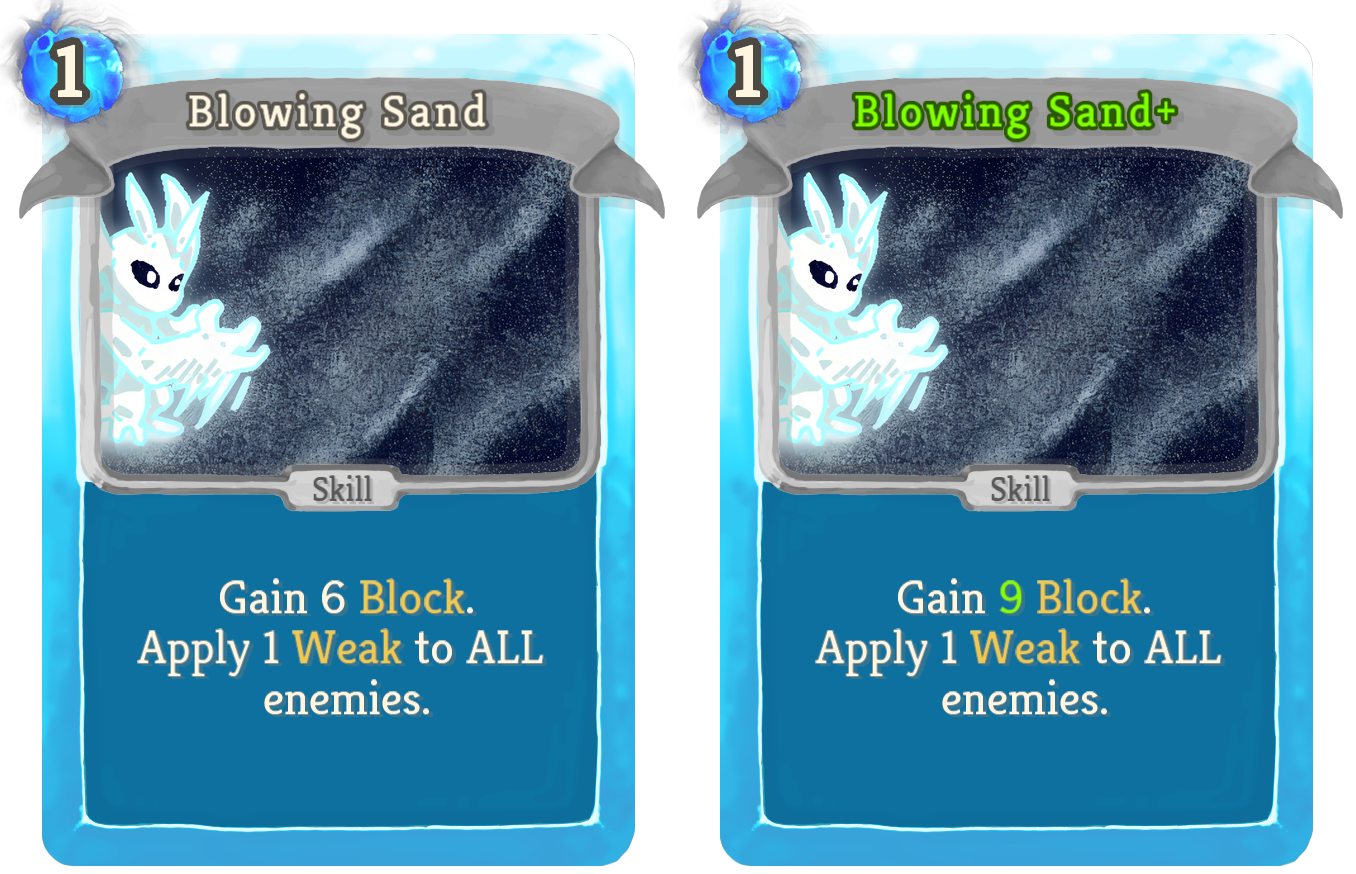 1
Blowing Sand
Skill
Gain 6 Block.
Apply 1 Weak to ALL
enemies.
1
Blowing Sand+
Skill
Gain 9 Block.
Apply 1 Weak to ALL
enemies.